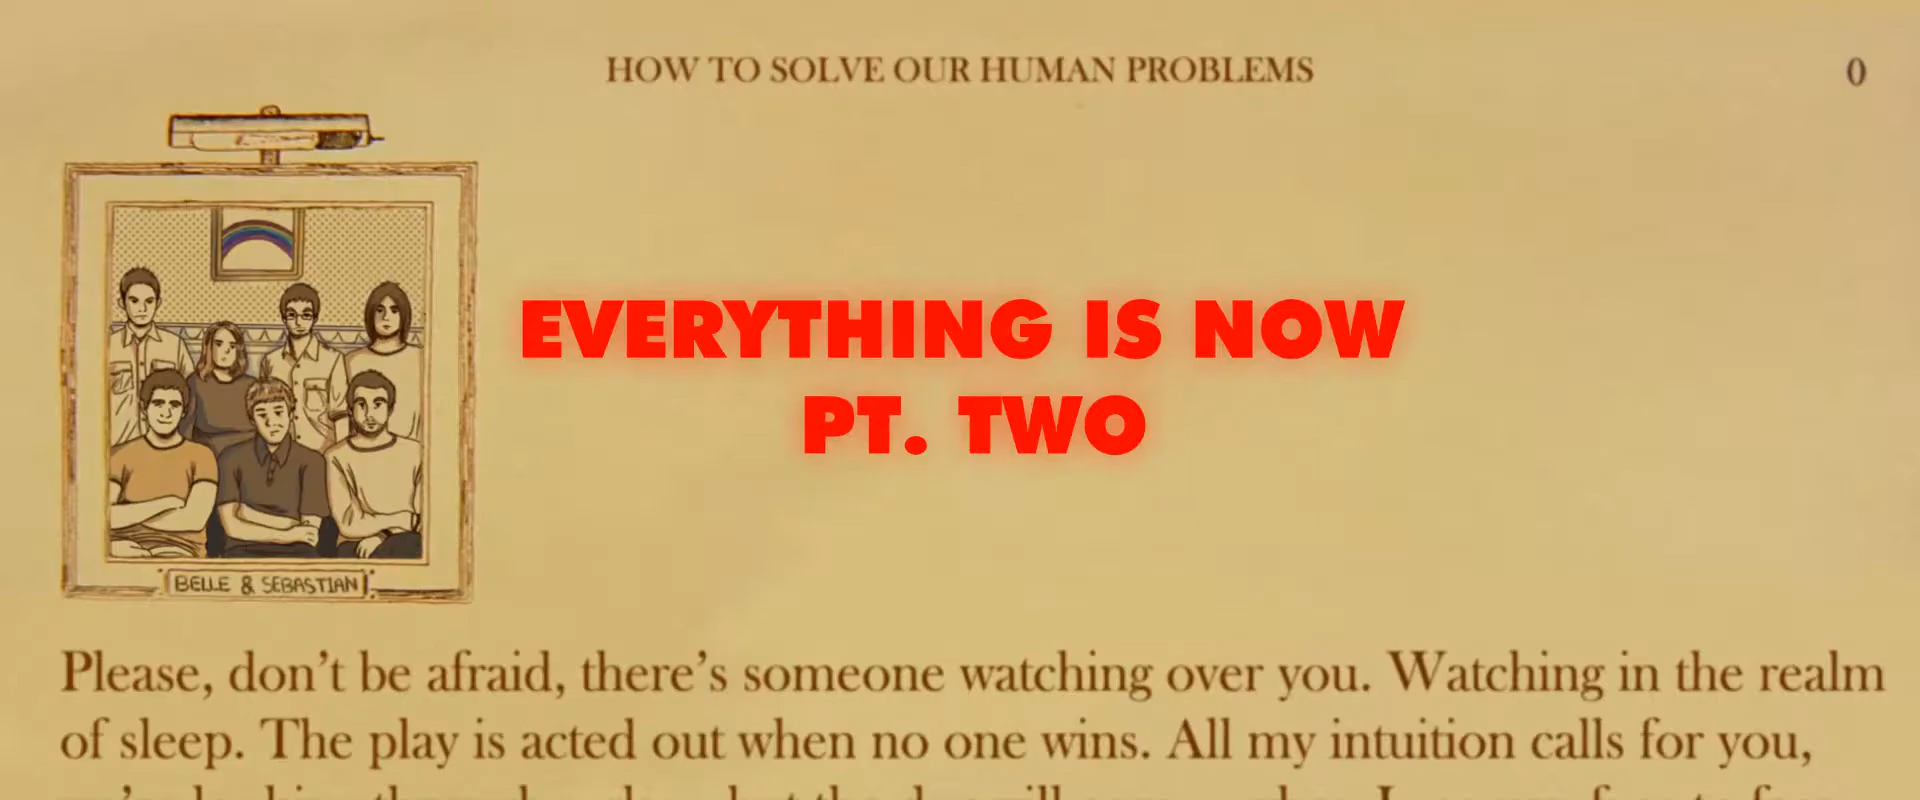 HOW TO SOLVE OUR HUMAN PROBLEMS
0
EVERYTHING IS NOW
PT. TWO
BELLE & SEBASTIAN
Please, don't be afraid, there's someone watching over you. Watching in the realm
of sleep. The play is acted out when no one wins. All my intuition calls for you,